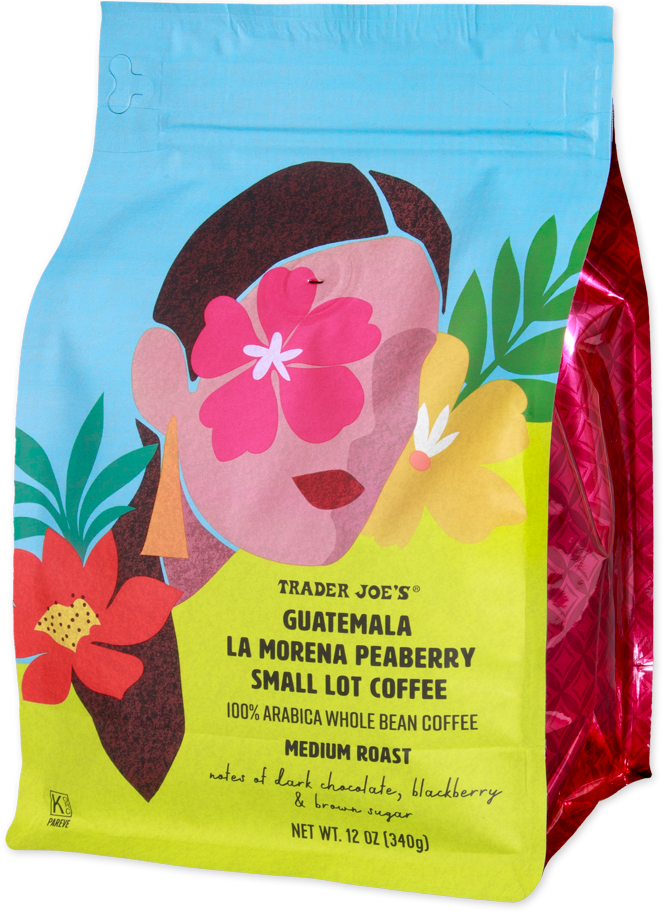 TRADER JOE'S®
GUATEMALA
LA MORENA PEABERRY
SMALL LOT COFFEE
100% ARABICA WHOLE BEAN COFFEE
MEDIUM ROAST
notes of dark chocolate, blackberry
& brown sugar
NET WT. 12 OZ (340g)
K
PAREVE